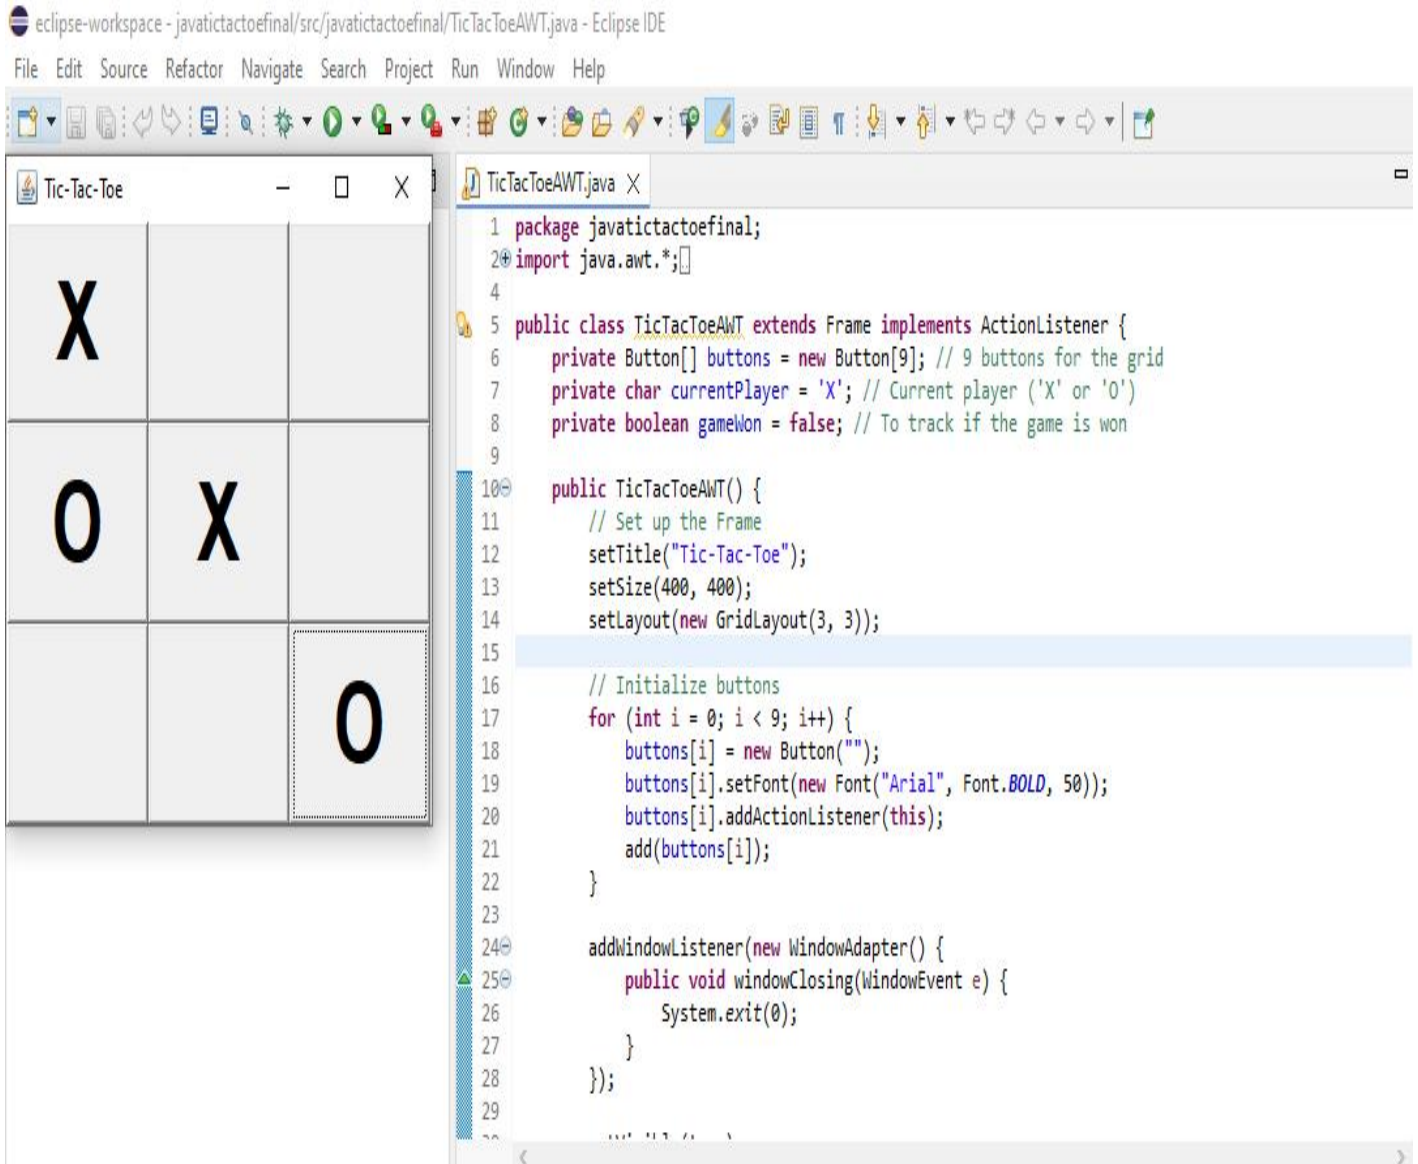 eclipse-workspace - javatictactoefinal/src/javatictactoefinal/TicTacToeAWT.java - Eclipse IDE
File Edit Source Refactor Navigate Search Project Run Window Help
Tic-Tac-Toe
X
O X
O
TicTacToeAWT.java
1 package javatictactoefinal;
2 import java.awt.*;
4
5 public class TicTacToeAWT extends Frame implements ActionListener {
6 private Button[] buttons = new Button[9]; // 9 buttons for the grid
7 private char currentPlayer = 'X'; // Current player ('X' or 'O')
8 private boolean gameWon = false; // To track if the game is won
9
10 public TicTacToeAWT() {
11 // Set up the Frame
12 setTitle("Tic-Tac-Toe");
13 setSize(400, 400);
14 setLayout(new GridLayout(3, 3));
15
16 // Initialize buttons
17 for (int i = 0; i < 9; i++) {
18 buttons[i] = new Button("");
19 buttons[i].setFont(new Font("Arial", Font.BOLD, 50));
20 buttons[i].addActionListener(this);
21 add(buttons[i]);
22 }
23
24 addWindowListener(new WindowAdapter() {
25 public void windowClosing(WindowEvent e) {
26 System.exit(0);
27 }
28 });
29